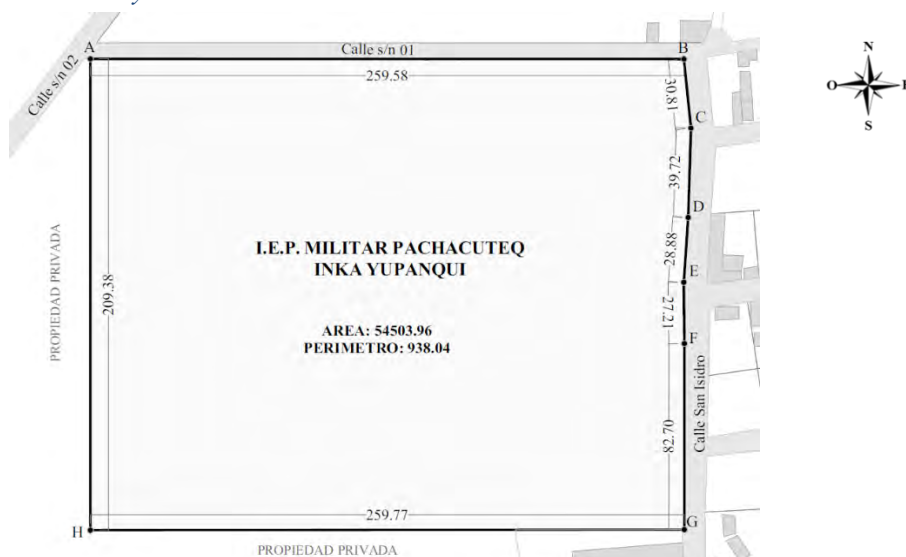 A
Calle s/n 01
B
Calle s/n 02
259.58
30.81
C
39.72
D
28.88
E
27.21
F
I.E.P. MILITAR PACHACUTEQ
INKA YUPANQUI
AREA: 54503.96
PERIMETRO: 938.04
PROPIEDAD PRIVADA
209.38
Calle San Isidro
82.70
H
259.77
G
PROPIEDAD PRIVADA
N
O
S